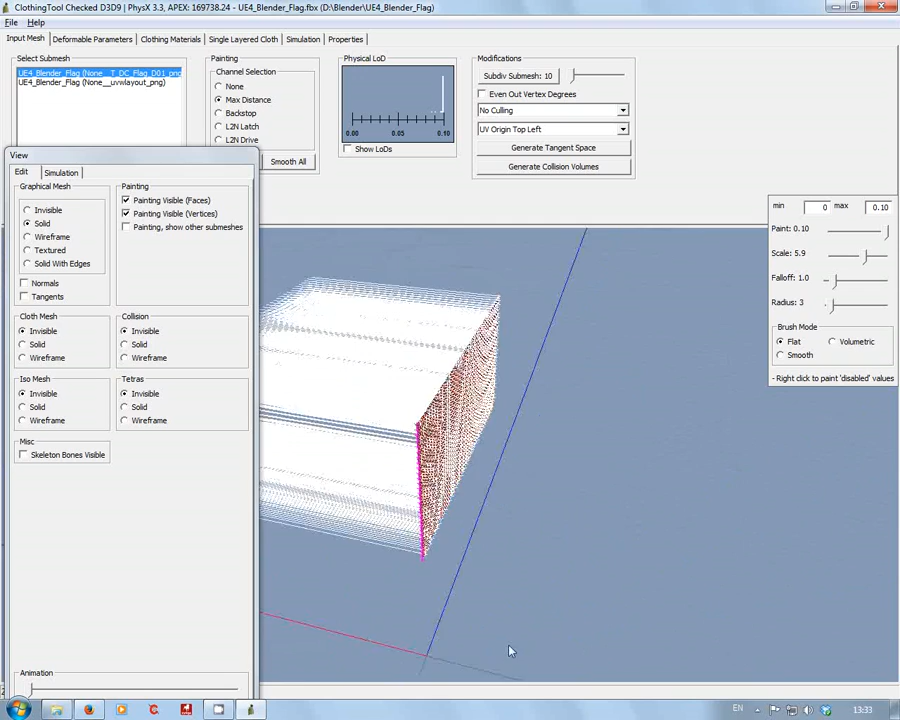 ClothingTool Checked D3D9 | PhysX 3.3, APEX: 169738.24 - UE4_Blender_Flag.fbx (D:\Blender\UE4_Blender_Flag)
File Help
Input Mesh Deformable Parameters Clothing Materials Single Layered Cloth Simulation Properties
Select Submesh
UE4_Blender_Flag (None__T_DC_Flag_D01_png
UE4_Blender_Flag (None__uvwlayout_png)
Painting
Channel Selection
None
Max Distance
Backstop
L2N Latch
L2N Drive
Smooth All
Physical LoD
0.00 0.05 0.10
Show LoDs
Modifications
Subdiv Submesh: 10
Even Out Vertex Degrees
No Culling
UV Origin Top Left
Generate Tangent Space
Generate Collision Volumes
View
Edit Simulation
Graphical Mesh
Invisible
Solid
Wireframe
Textured
Solid With Edges
Normals
Tangents
Painting
Painting Visible (Faces)
Painting Visible (Vertices)
Painting, show other submeshes
Cloth Mesh
Invisible
Solid
Wireframe
Collision
Invisible
Solid
Wireframe
Iso Mesh
Invisible
Solid
Wireframe
Tetras
Invisible
Solid
Wireframe
Misc
Skeleton Bones Visible
Animation
min 0 max 0.10
Paint: 0.10
Scale: 5.9
Falloff: 1.0
Radius: 3
Brush Mode
Flat Volumetric
Smooth
- Right click to paint 'disabled' values
EN 13:33